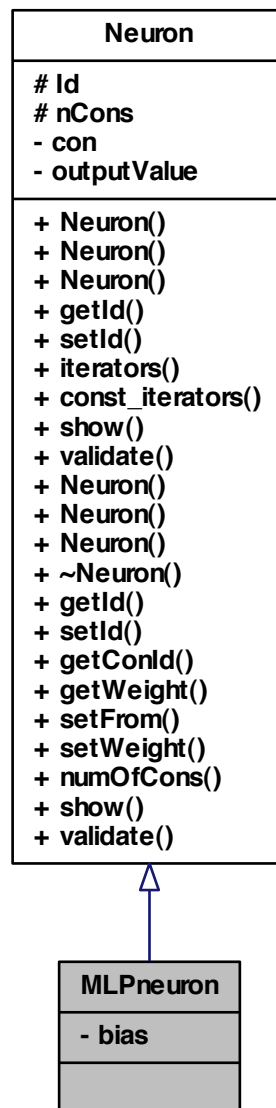 Neuron
# Id
# nCons
- con
- outputValue
+ Neuron()
+ Neuron()
+ Neuron()
+ getId()
+ setId()
+ iterators()
+ const_iterators()
+ show()
+ validate()
+ Neuron()
+ Neuron()
+ Neuron()
+ ~Neuron()
+ getId()
+ setId()
+ getConId()
+ getWeight()
+ setFrom()
+ setWeight()
+ numOfCons()
+ show()
+ validate()
MLPneuron
- bias